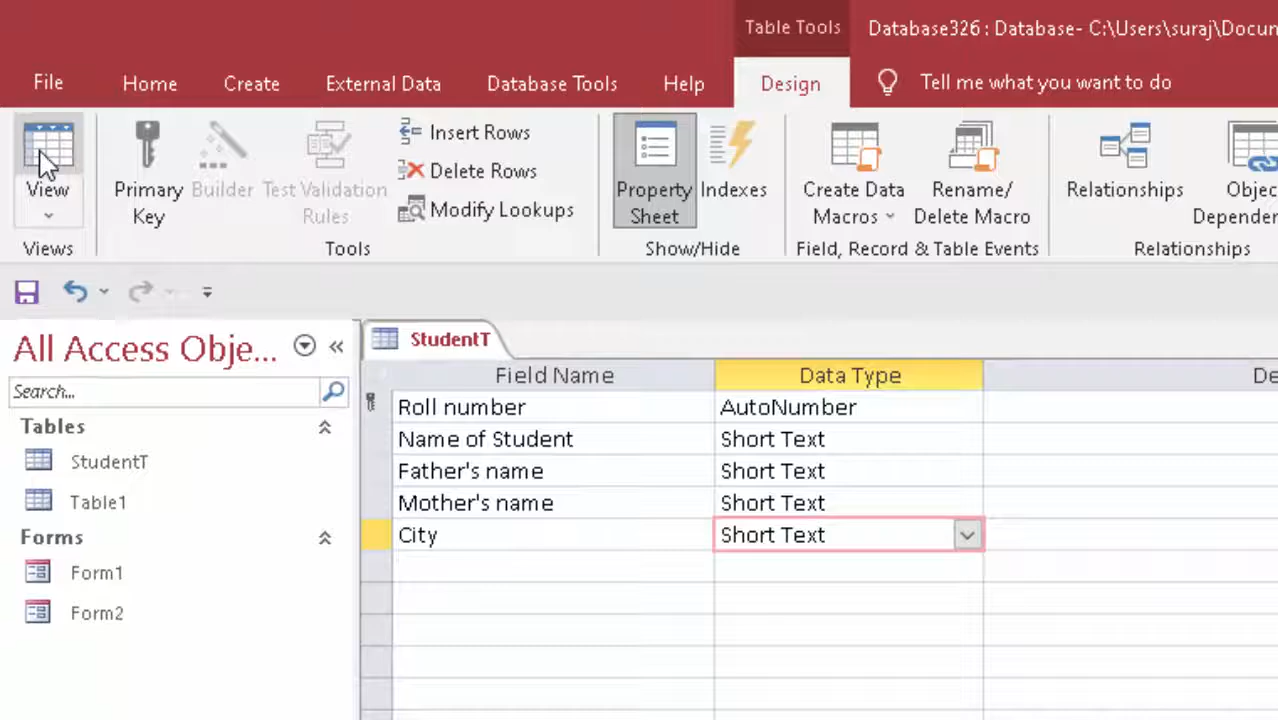 Table Tools
Database326 : Database- C:\Users\suraj\Docum
File Home Create External Data Database Tools Help Design Tell me what you want to do
View
Primary Key
Builder
Test Validation Rules
Insert Rows
Delete Rows
Modify Lookups
Property Sheet
Indexes
Create Data Macros
Rename/ Delete Macro
Relationships
Objec
Dependen
Views Tools Show/Hide Field, Record & Table Events Relationships
All Access Obje...
Search...
Tables
StudentT
Table1
Forms
Form1
Form2
StudentT
Field Name Data Type De
Roll number AutoNumber
Name of Student Short Text
Father's name Short Text
Mother's name Short Text
City Short Text